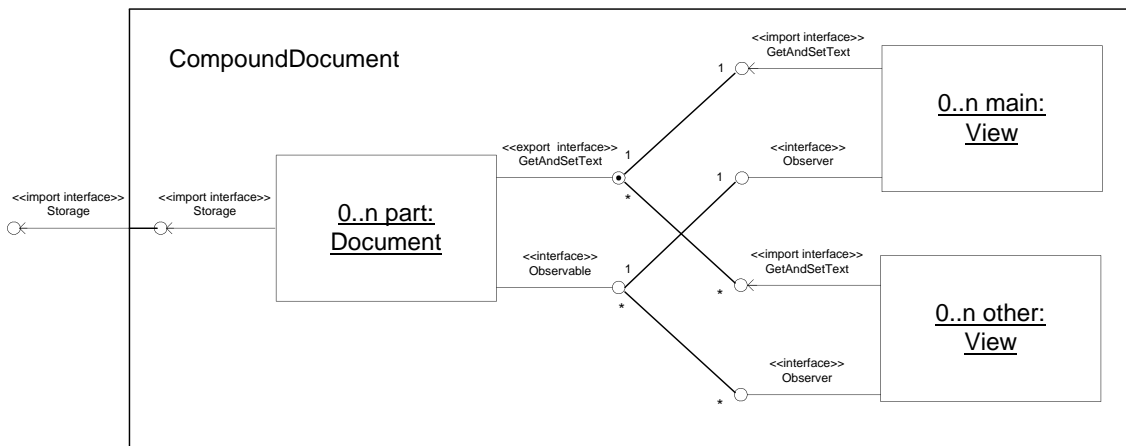 CompoundDocument
<<import interface>>
Storage
<<import interface>>
Storage
0..n part:
Document
<<export  interface>>
GetAndSetText
1
*
<<interface>>
Observable
1
*
<<import interface>>
GetAndSetText
1
0..n main:
View
<<interface>>
Observer
1
<<import interface>>
GetAndSetText
*
0..n other:
View
<<interface>>
Observer
*